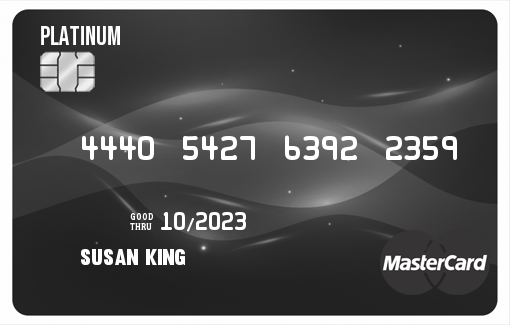 PLATINUM
4440 5427 6392 2359
GOOD THRU 10/2023
SUSAN KING
MasterCard